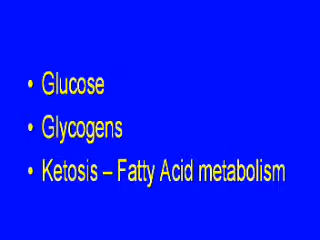 • Glucose
• Glycogens
• Ketosis – Fatty Acid metabolism